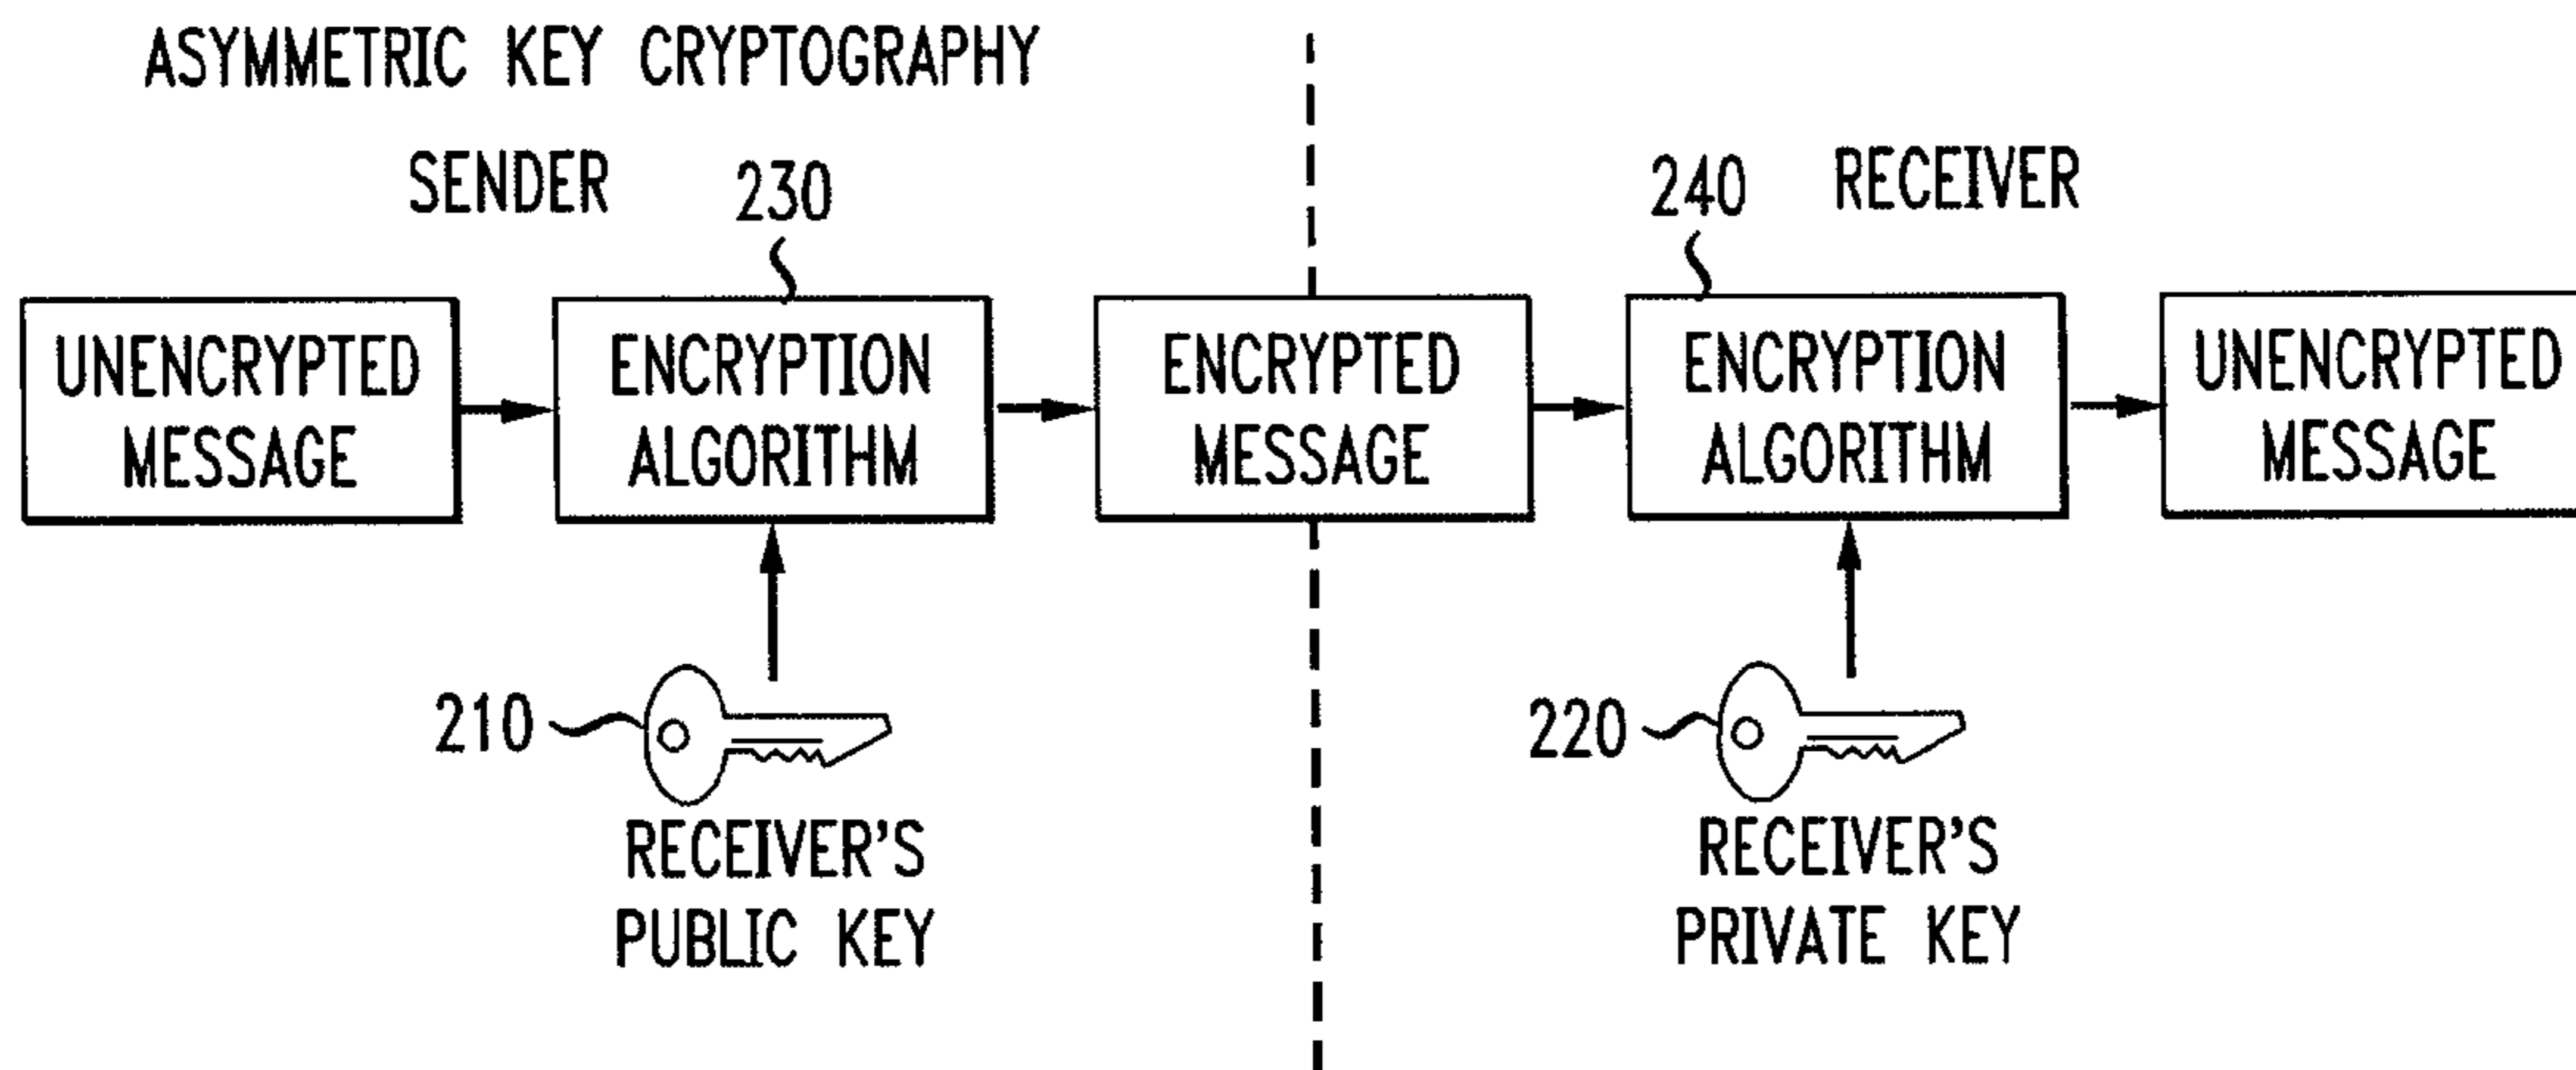 ASYMMETRIC KEY CRYPTOGRAPHY
SENDER
230
240
RECEIVER
UNENCRYPTED
MESSAGE
ENCRYPTION
ALGORITHM
ENCRYPTED
MESSAGE
ENCRYPTION
ALGORITHM
UNENCRYPTED
MESSAGE
210
RECEIVER'S
PUBLIC KEY
220
RECEIVER'S
PRIVATE KEY